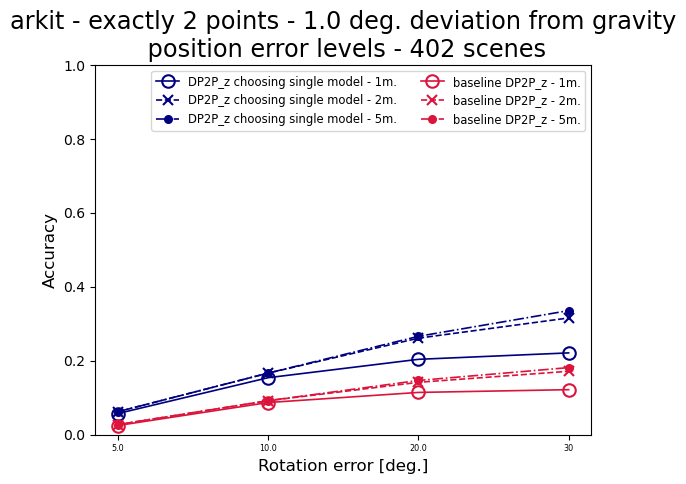 arkit - exactly 2 points - 1.0 deg. deviation from gravity
position error levels - 402 scenes
DP2P_z choosing single model - 1m.
DP2P_z choosing single model - 2m.
DP2P_z choosing single model - 5m.
baseline DP2P_z - 1m.
baseline DP2P_z - 2m.
baseline DP2P_z - 5m.
1.0
0.8
0.6
0.4
0.2
0.0
Accuracy
5.0
10.0
20.0
30
Rotation error [deg.]